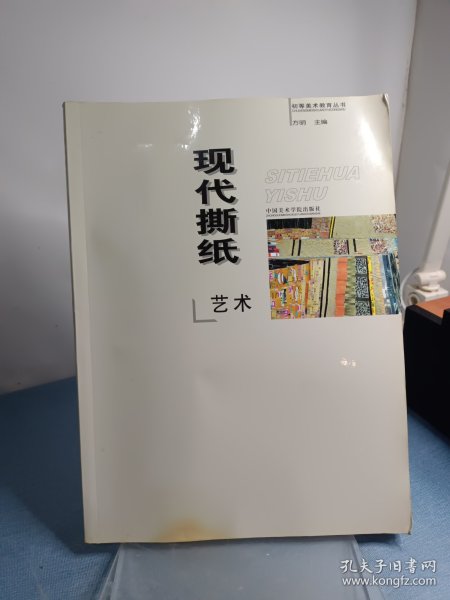 初等美术教育丛书
方明 主编
SITIEHUA
YISHU
中国美术学院出版社
现代撕纸
艺术
孔夫子旧书网
www.kongfz.com